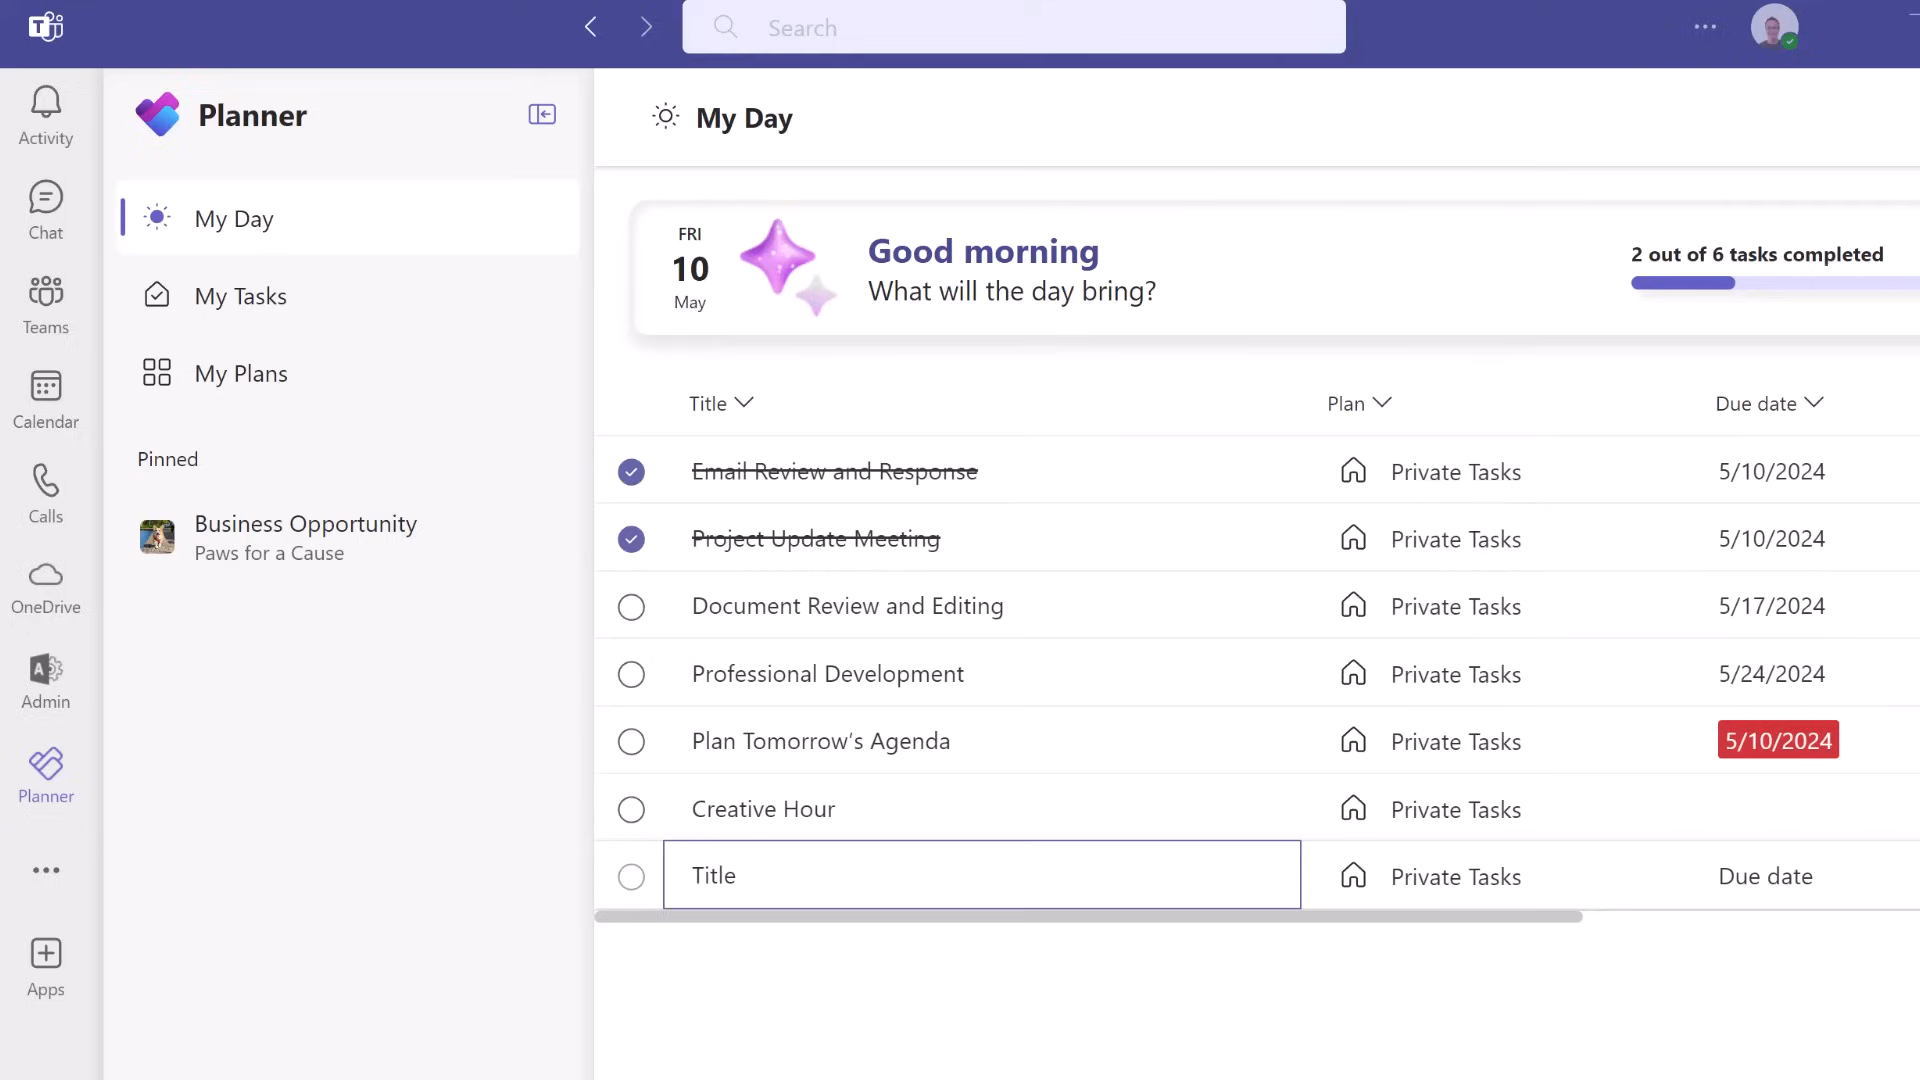 Search
Activity
Chat
Teams
Calendar
Calls
OneDrive
Admin
Planner
Apps
Planner
My Day
My Tasks
My Plans
Pinned
Business Opportunity
Paws for a Cause
My Day
FRI
10
May
Good morning
What will the day bring?
2 out of 6 tasks completed
Title Plan Due date
Email Review and Response Private Tasks 5/10/2024
Project Update Meeting Private Tasks 5/10/2024
Document Review and Editing Private Tasks 5/17/2024
Professional Development Private Tasks 5/24/2024
Plan Tomorrow's Agenda Private Tasks 5/10/2024
Creative Hour Private Tasks
Title Private Tasks Due date